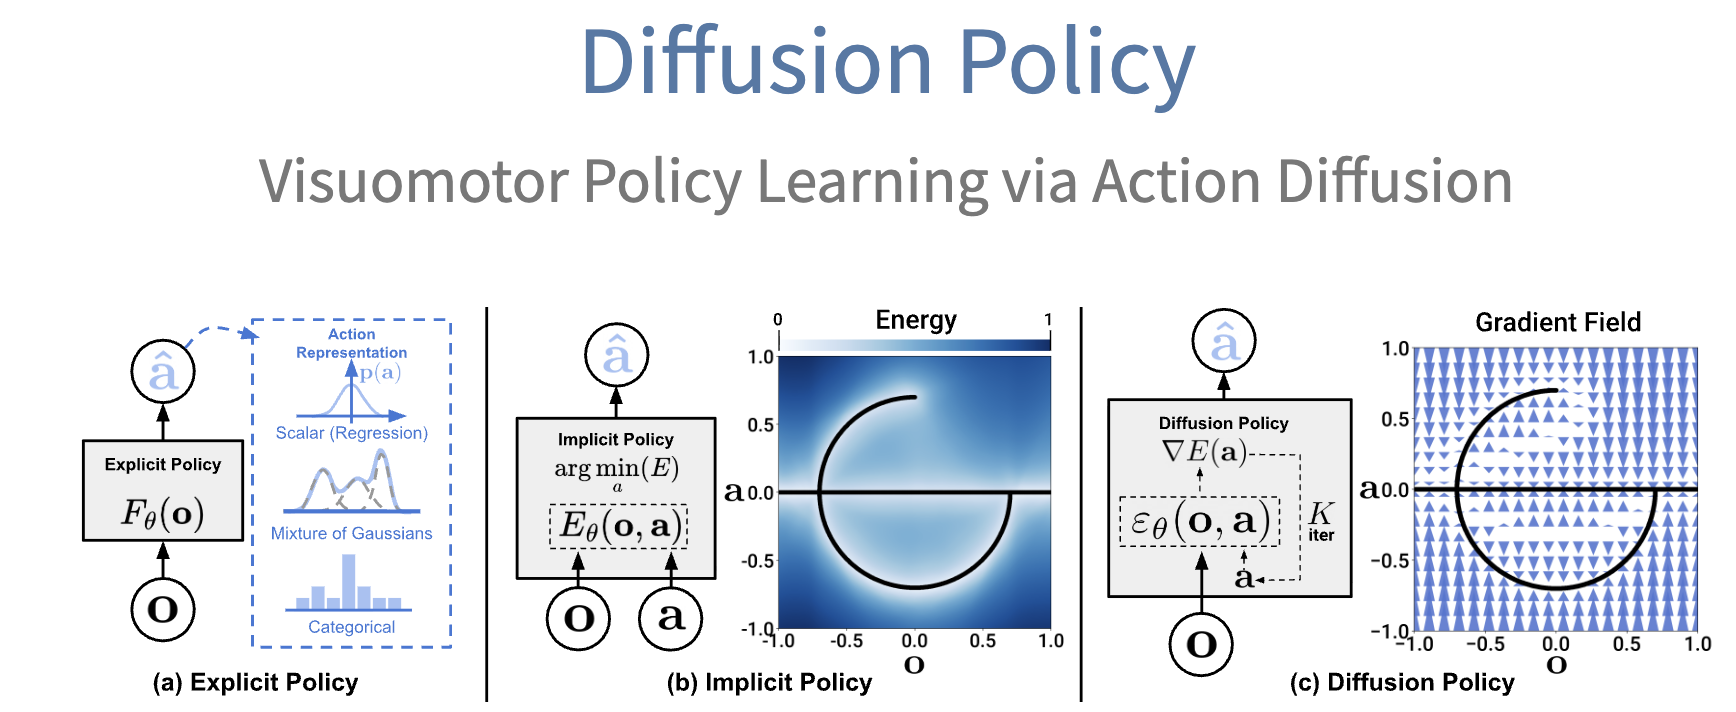 Diffusion Policy
Visuomotor Policy Learning via Action Diffusion
â
Explicit Policy
F_θ(o)
o
Action
Representation
p(a)
Scalar (Regression)
Mixture of Gaussians
Categorical
(a) Explicit Policy
â
Implicit Policy
arg min(E)
a
E_θ(o, a)
o a
0 Energy 1
1.0
0.5
a 0.0
-0.5
-1.0
-1.0 -0.5 0.0 0.5 1.0
o
(b) Implicit Policy
â
Diffusion Policy
∇E(a)
ε_θ(o, a)
K
iter
a
o
Gradient Field
1.0
0.5
a 0.0
−0.5
−1.0
−1.0 −0.5 0.0 0.5 1.0
o
(c) Diffusion Policy